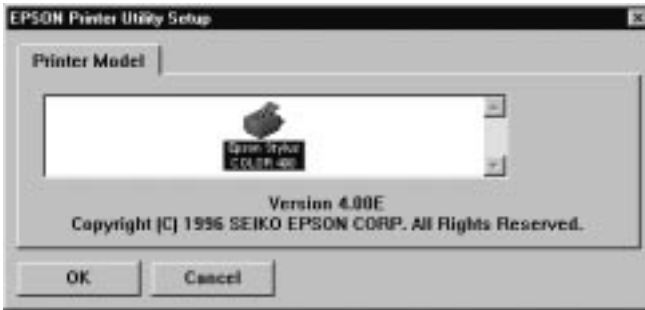 EPSON Printer Utility Setup
Printer Model
Epson Stylus
COLOR 400
Version 4.00E
Copyright (C) 1996 SEIKO EPSON CORP. All Rights Reserved.
OK
Cancel